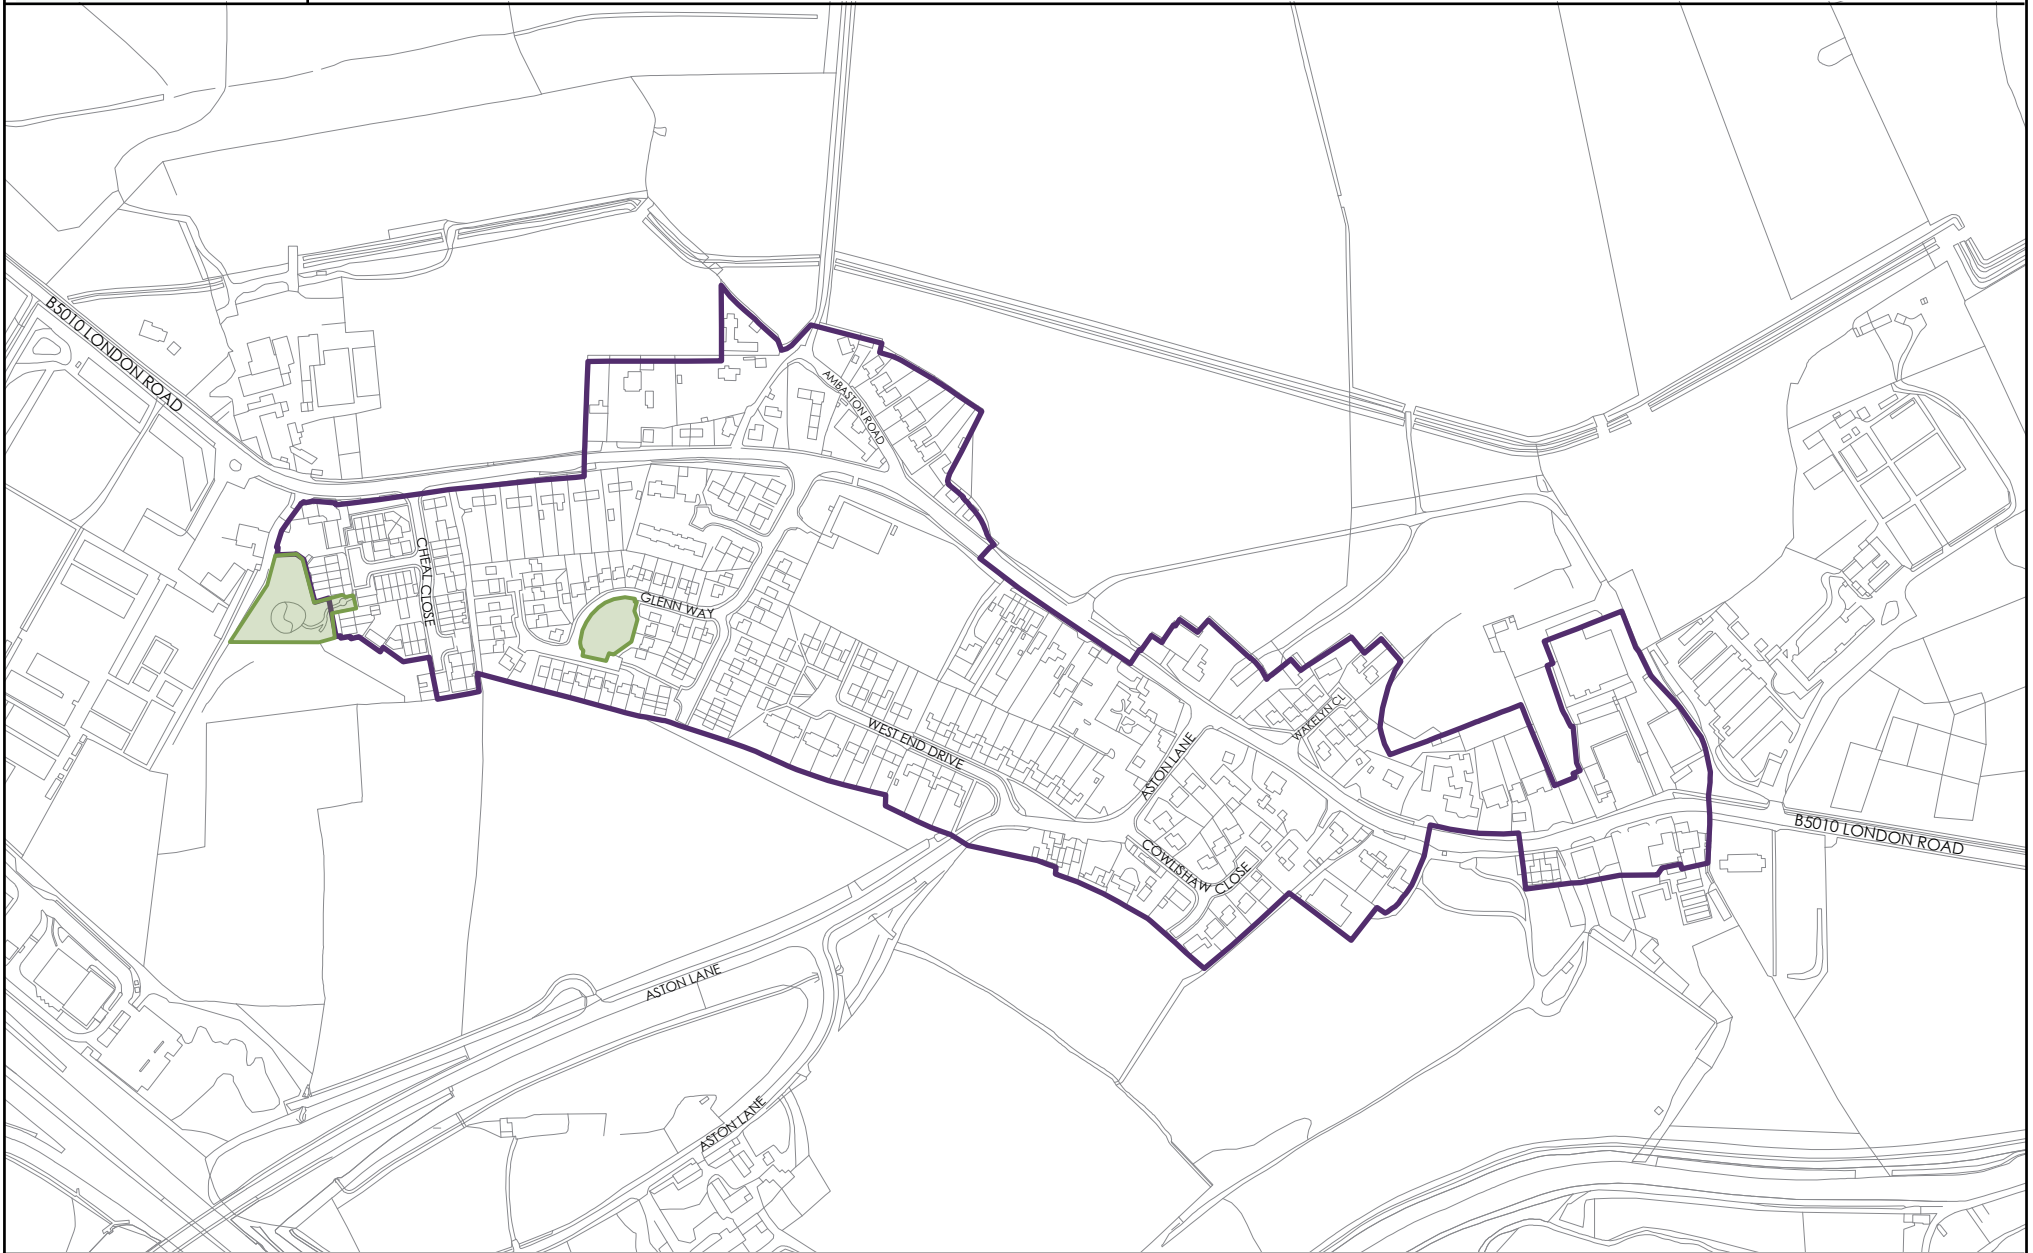 B5010 LONDON ROAD
AMBASTON ROAD
CHEAL CLOSE
GLENN WAY
WAKELYN CL
WEST END DRIVE
ASTON LANE
B5010 LONDON ROAD
COWLISHAW CLOSE
ASTON LANE
ASTON LANE